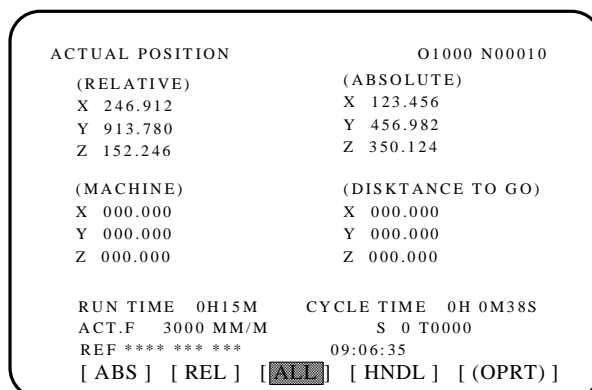 ACTUAL POSITION O1000 N00010
(RELATIVE) (ABSOLUTE)
X 246.912 X 123.456
Y 913.780 Y 456.982
Z 152.246 Z 350.124
(MACHINE) (DISKTANCE TO GO)
X 000.000 X 000.000
Y 000.000 Y 000.000
Z 000.000 Z 000.000
RUN TIME 0H15M CYCLE TIME 0H 0M38S
ACT.F 3000 MM/M S 0 T0000
REF **** *** *** 09:06:35
[ ABS ] [ REL ] [ ALL ] [ HNDL ] [ (OPRT) ]